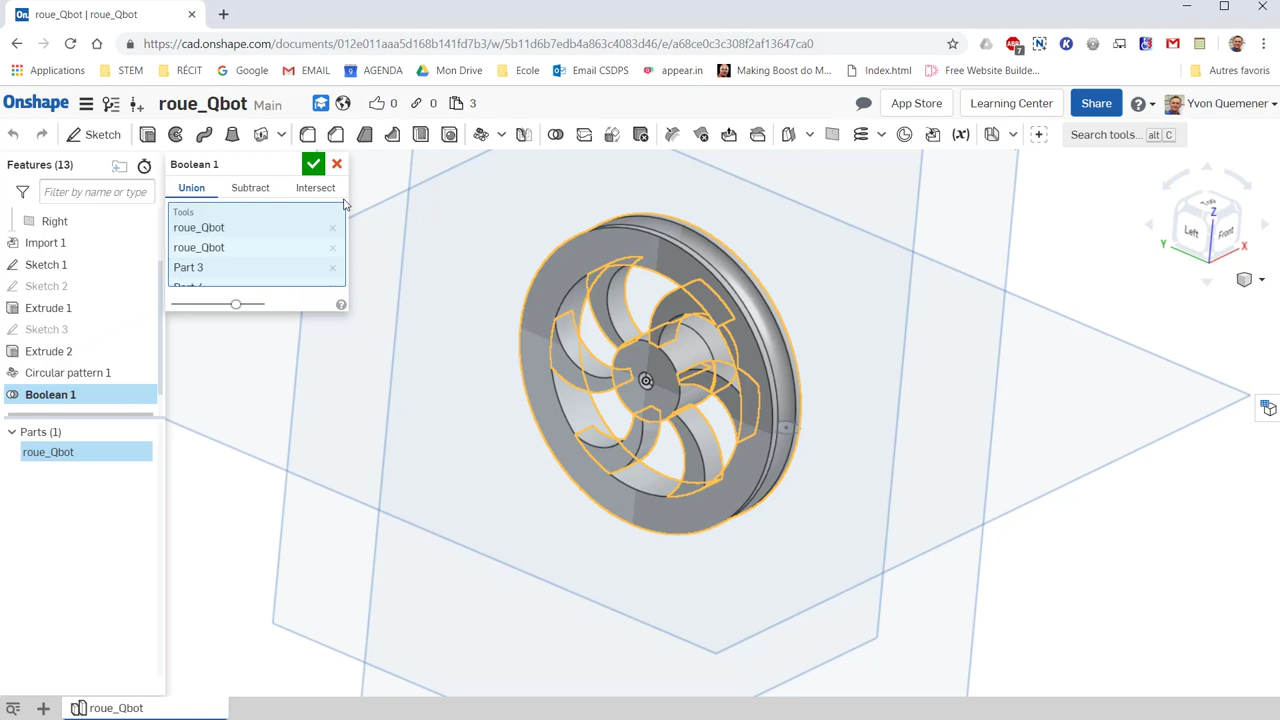 On. roue_Qbot | roue_Qbot
https://cad.onshape.com/documents/012e011aaa5d168b141fd7fb/w/5b11db7edb4a863c4083d46/e/a68ce0c3c308f2af13647ca0
Applications STEM RÉCIT Google EMAIL AGENDA Mon Drive Ecole Email CSDPS appear.in Making Boost do M... Index.html Free Website Builde... Autres favoris
Onshape roue_Qbot Main 0 0 3 App Store Learning Center Share Yvon Quemener
Sketch Search tools... alt C
Features (13)
Filter by name or type
Right
Import 1
Sketch 1
Sketch 2
Extrude 1
Sketch 3
Extrude 2
Circular pattern 1
Boolean 1
Parts (1)
roue_Qbot
Boolean 1
Union Subtract Intersect
Tools
roue_Qbot
roue_Qbot
Part 3
Left Front
Z
Y X
roue_Qbot